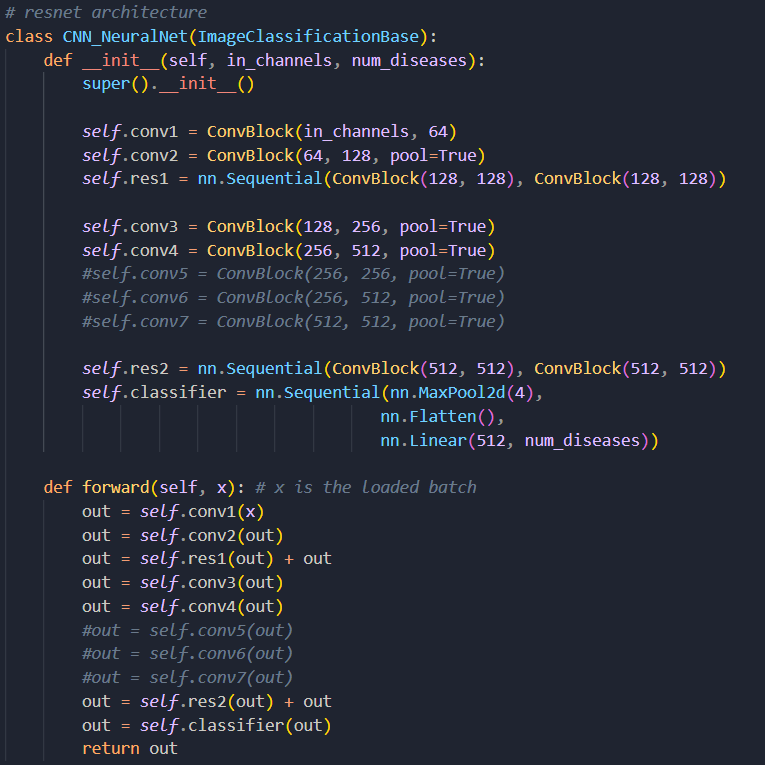 # resnet architecture
class CNN_NeuralNet(ImageClassificationBase):
    def __init__(self, in_channels, num_diseases):
        super().__init__()

        self.conv1 = ConvBlock(in_channels, 64)
        self.conv2 = ConvBlock(64, 128, pool=True)
        self.res1 = nn.Sequential(ConvBlock(128, 128), ConvBlock(128, 128))

        self.conv3 = ConvBlock(128, 256, pool=True)
        self.conv4 = ConvBlock(256, 512, pool=True)
        #self.conv5 = ConvBlock(256, 256, pool=True)
        #self.conv6 = ConvBlock(256, 512, pool=True)
        #self.conv7 = ConvBlock(512, 512, pool=True)

        self.res2 = nn.Sequential(ConvBlock(512, 512), ConvBlock(512, 512))
        self.classifier = nn.Sequential(nn.MaxPool2d(4),
                                       nn.Flatten(),
                                       nn.Linear(512, num_diseases))

    def forward(self, x): # x is the loaded batch
        out = self.conv1(x)
        out = self.conv2(out)
        out = self.res1(out) + out
        out = self.conv3(out)
        out = self.conv4(out)
        #out = self.conv5(out)
        #out = self.conv6(out)
        #out = self.conv7(out)
        out = self.res2(out) + out
        out = self.classifier(out)
        return out